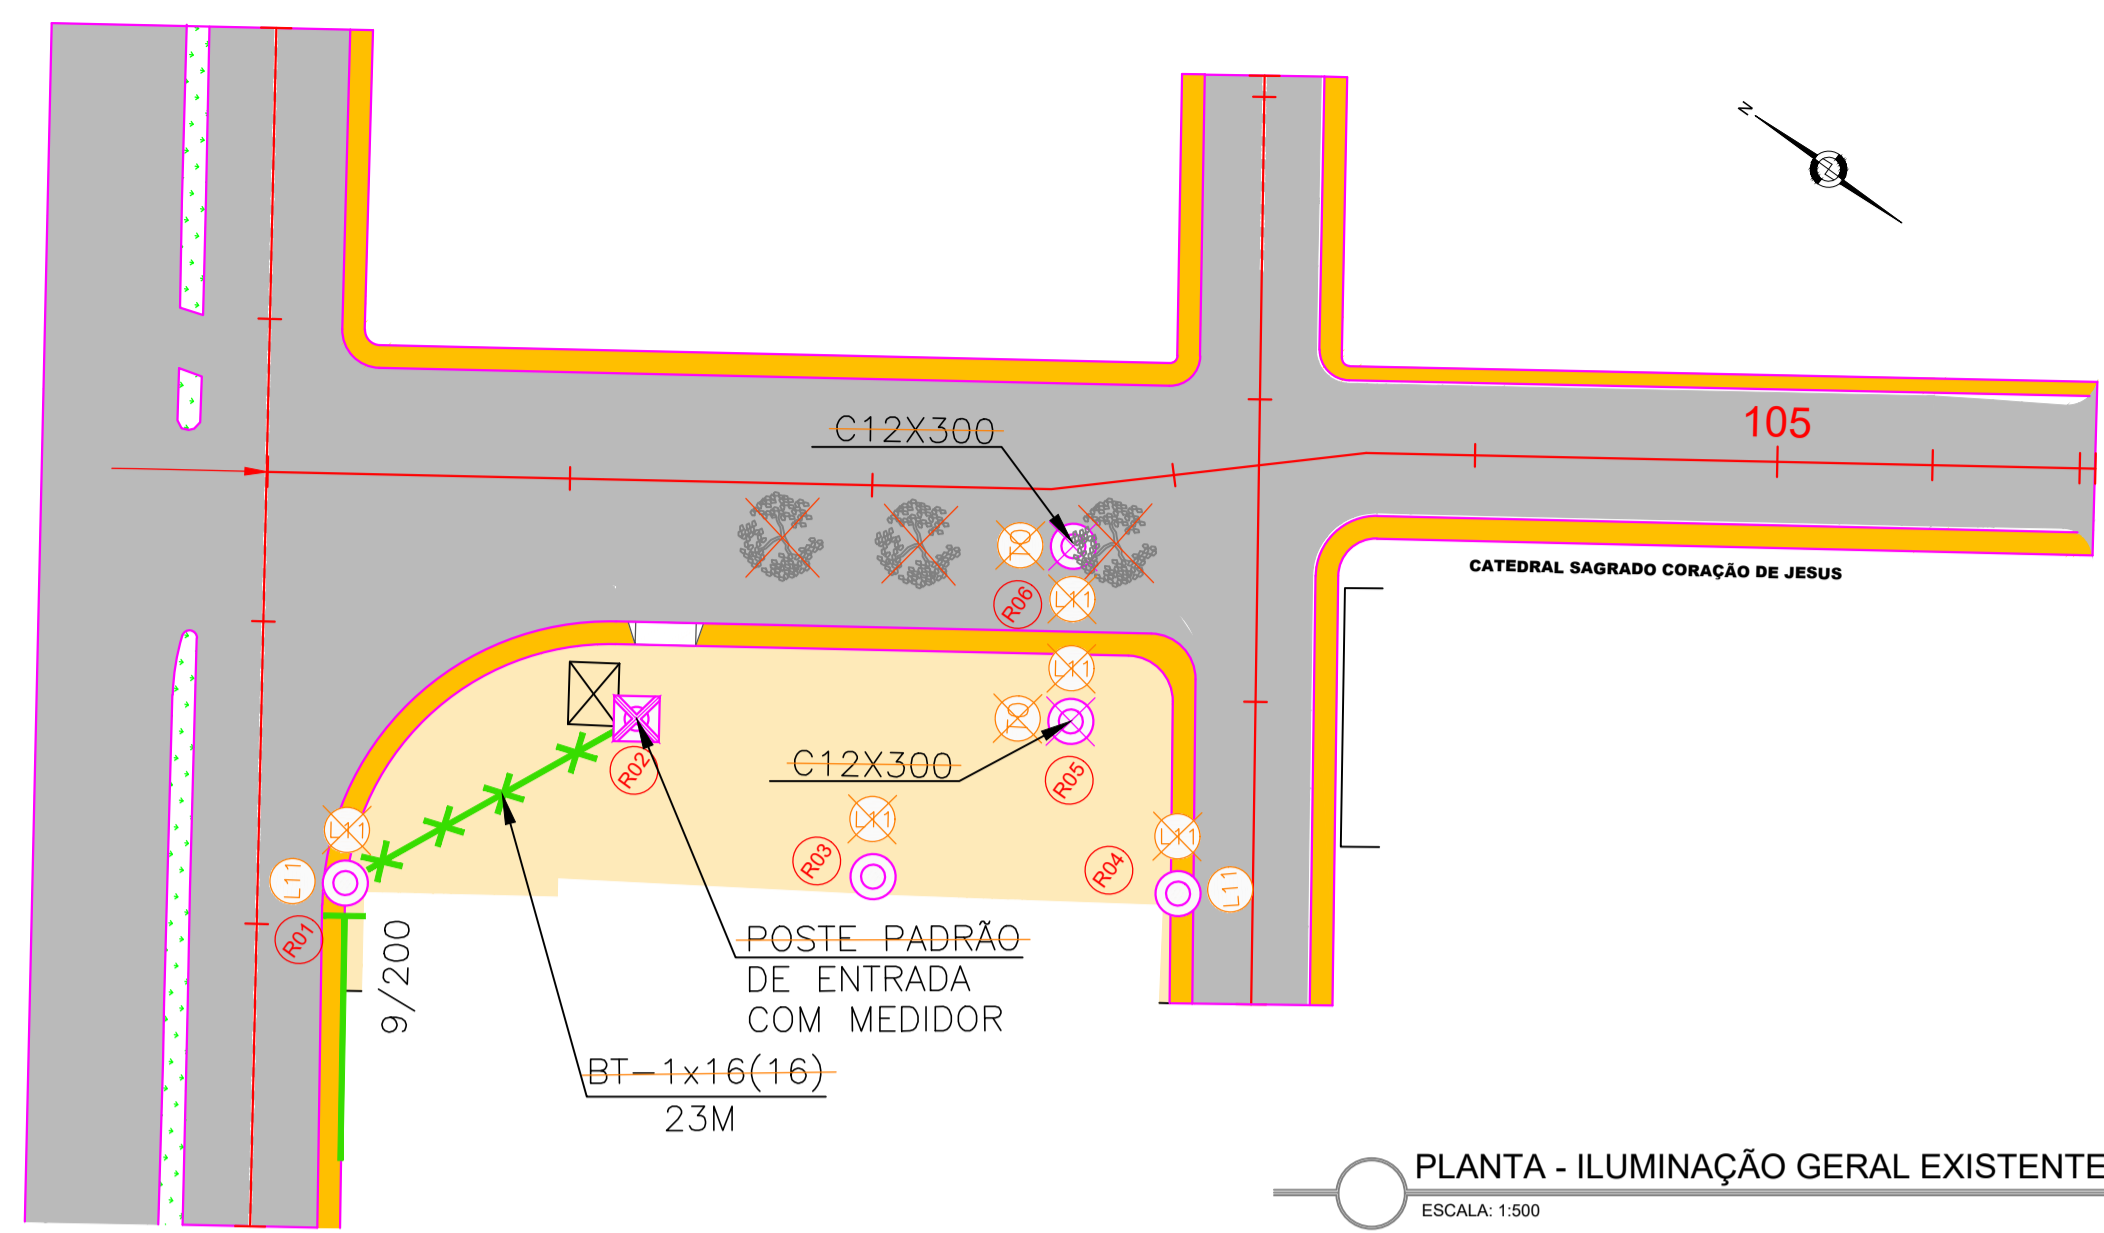 N
C12X300
105
CATEDRAL SAGRADO CORAÇÃO DE JESUS
L11
R06
L11
R02
C12X300
R05
L11
L11
L11
R03
R04
L11
L11
R01
9/200
POSTE PADRÃO
DE ENTRADA
COM MEDIDOR
BT-1x16(16)
23M
PLANTA - ILUMINAÇÃO GERAL EXISTENTE
ESCALA: 1:500